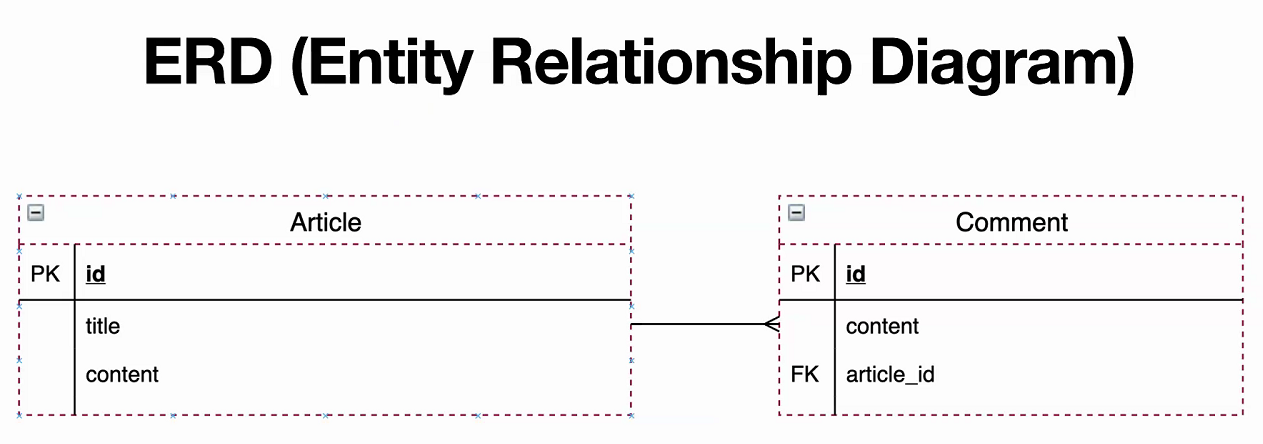 ERD (Entity Relationship Diagram)
Article
PK id
title
content
Comment
PK id
content
FK article_id